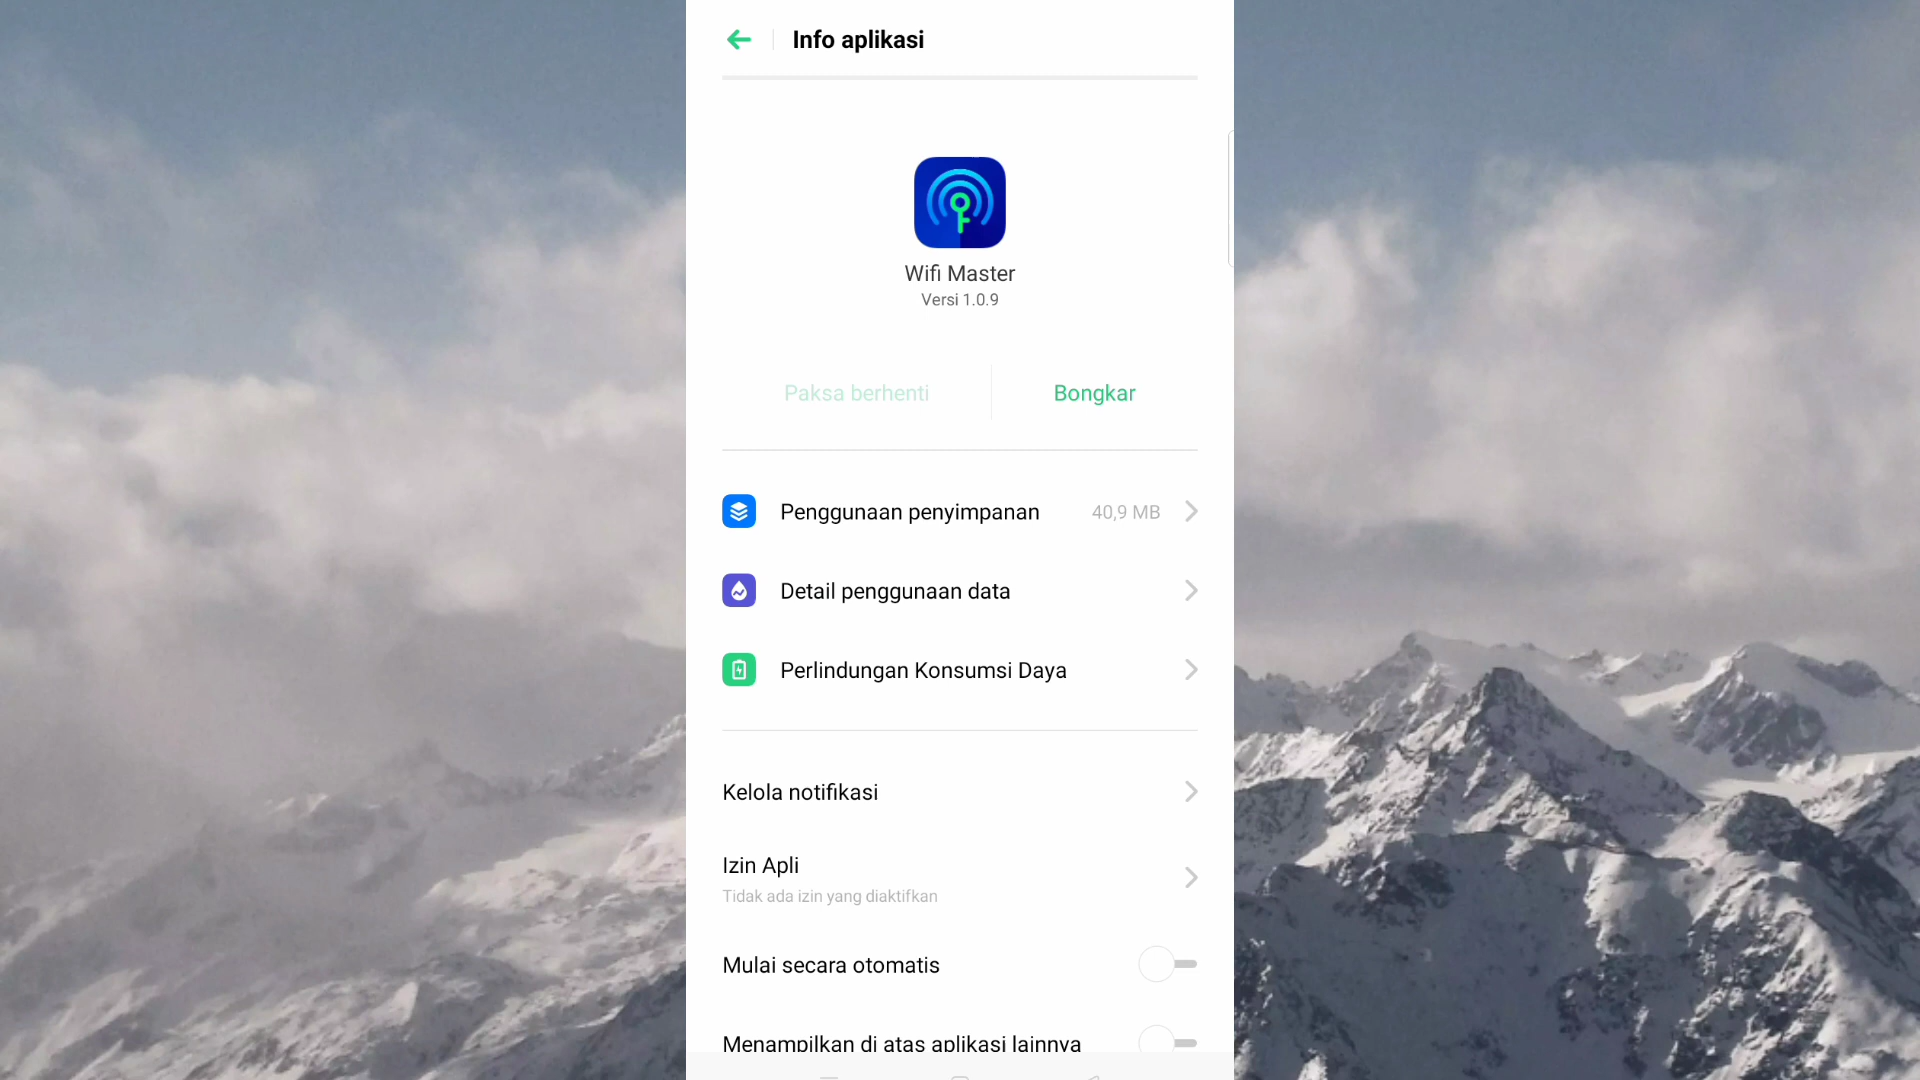 Info aplikasi
Wifi Master
Versi 1.0.9
Paksa berhenti
Bongkar
Penggunaan penyimpanan 40,9 MB
Detail penggunaan data
Perlindungan Konsumsi Daya
Kelola notifikasi
Izin Apli
Tidak ada izin yang diaktifkan
Mulai secara otomatis
Menampilkan di atas aplikasi lainnya